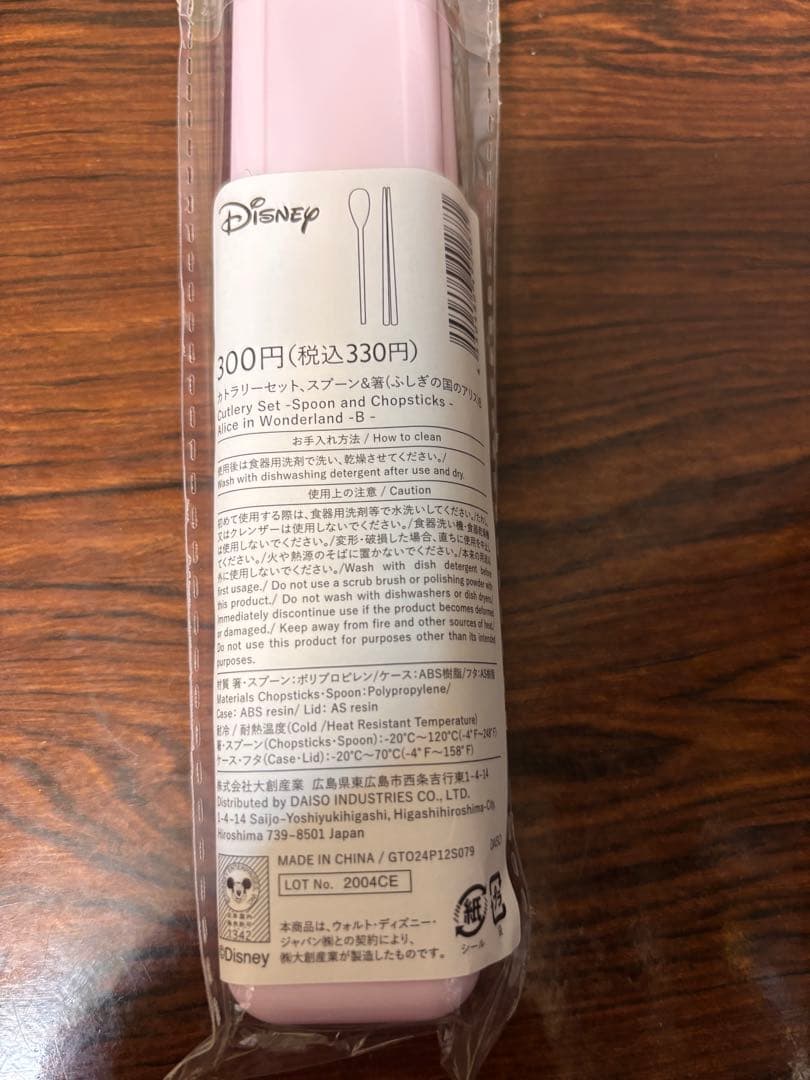 Disney
300円(税込330円)
カトラリーセット、スプーン&箸(ふしぎの国のアリス)B
Cutlery Set -Spoon and Chopsticks -
Alice in Wonderland -B -
お手入れ方法 / How to clean
使用後は食器用洗剤で洗い、乾燥させてください。/
Wash with dishwashing detergent after use and dry.
使用上の注意 / Caution
初めて使用する際は、食器用洗剤等で水洗いしてください。/たわし
又はクレンザーは使用しないでください。/食器洗い機・食器乾燥機
は使用しないでください。/変形・破損した場合、直ちに使用を中止し
てください。/火や熱源のそばに置かないでください。/本来の用途以
外に使用しないでください。/Wash with dish detergent before
first usage./ Do not use a scrub brush or polishing powder with
this product./ Do not wash with dishwashers or dish dryers./
Immediately discontinue use if the product becomes deformed
or damaged./ Keep away from fire and other sources of heat./
Do not use this product for purposes other than its intended
purposes.
材質 箸・スプーン:ポリプロピレン/ケース:ABS樹脂/フタ:AS樹脂
Materials Chopsticks・Spoon:Polypropylene/
Case: ABS resin/ Lid: AS resin
耐冷 / 耐熱温度(Cold /Heat Resistant Temperature)
箸・スプーン(Chopsticks・Spoon):-20℃〜120℃(-4°F〜248°F)
ケース・フタ(Case・Lid):-20℃〜70℃(-4°F〜158°F)
株式会社大創産業 広島県東広島市西条吉行東1-4-14
Distributed by DAISO INDUSTRIES CO., LTD.
1-4-14 Saijo-Yoshiyukihigashi, Higashihiroshima-City
Hiroshima 739-8501 Japan
MADE IN CHINA / GTO24P12S079
DAISO
LOT No. 2004CE
1342
©Disney
本商品は、ウォルト・ディズニー・
ジャパン㈱との契約により、
㈱大創産業が製造したものです。
紙
シール
プラ
袋